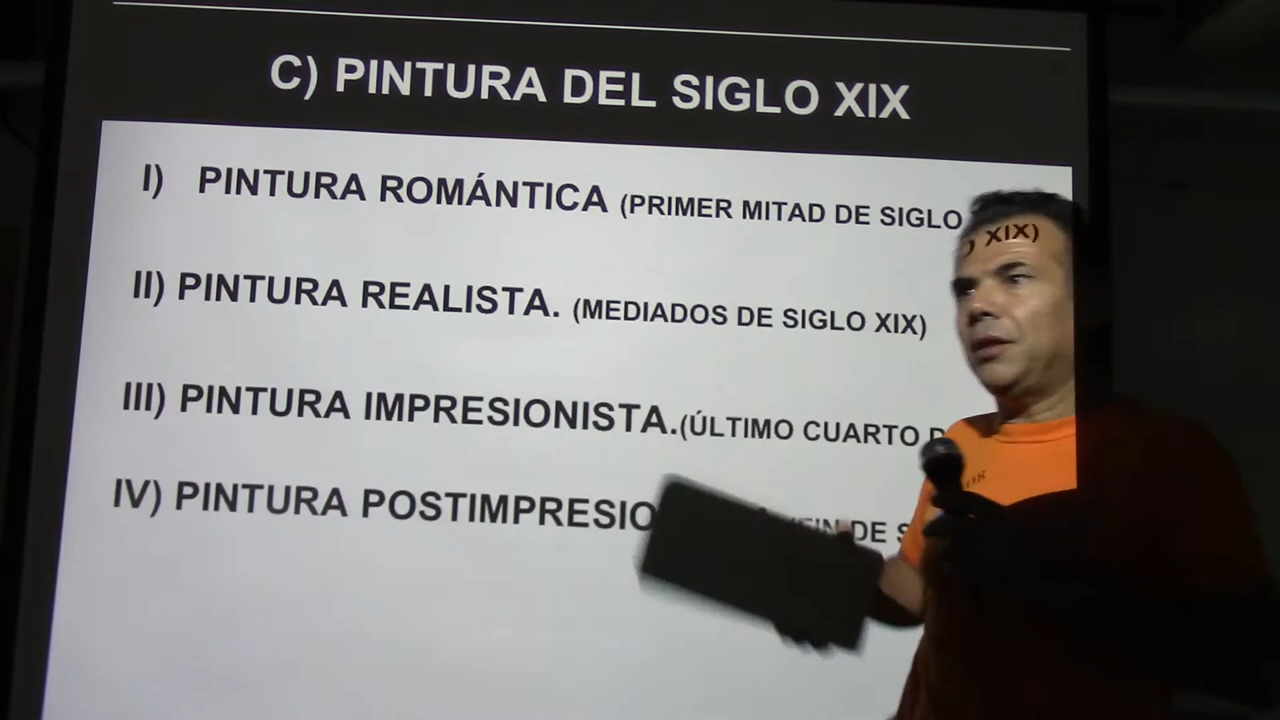 C) PINTURA DEL SIGLO XIX
I) PINTURA ROMÁNTICA (PRIMER MITAD DE SIGLO XIX)
II) PINTURA REALISTA. (MEDIADOS DE SIGLO XIX)
III) PINTURA IMPRESIONISTA.(ÚLTIMO CUARTO
IV) PINTURA POSTIMPRESIO DE